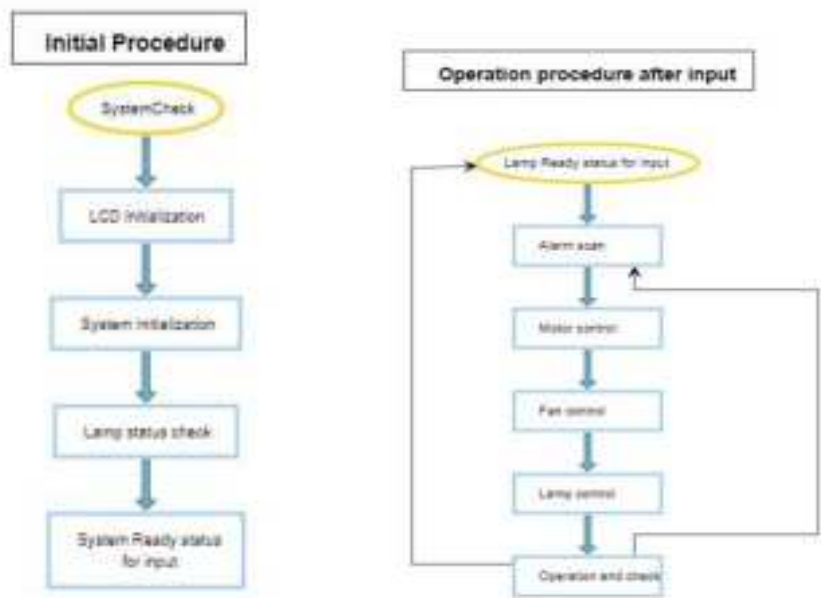 Initial Procedure
SystemCheck
LCD Initialization
System Initialization
Lamp status check
System Ready status
for input
Operation procedure after input
Lamp Ready status for input
Alarm scan
Motor control
Fan control
Lamp control
Operation and check